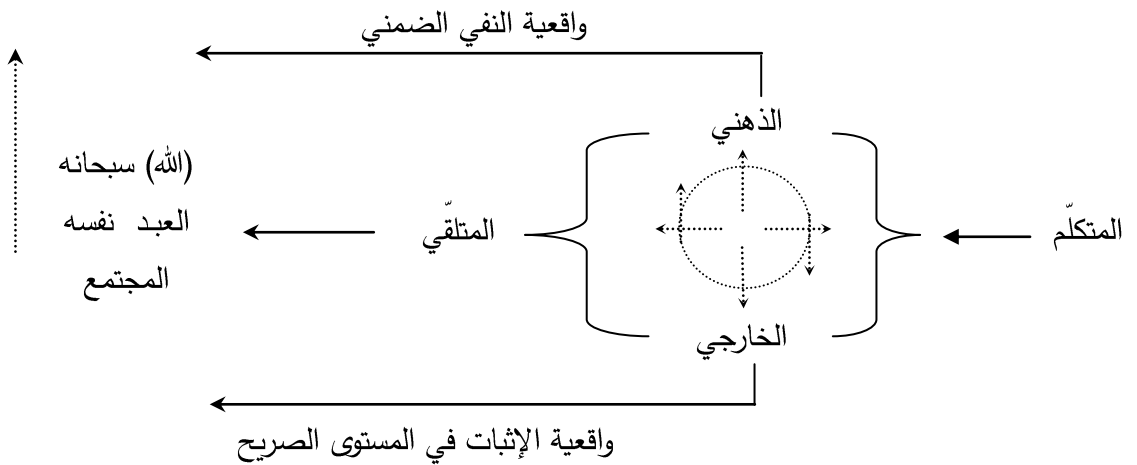 واقعية النفي الضمني
الذهني
المتكلّم
المتلقّي
(الله) سبحانه
العبد نفسه
المجتمع
الخارجي
واقعية الإثبات في المستوى الصريح